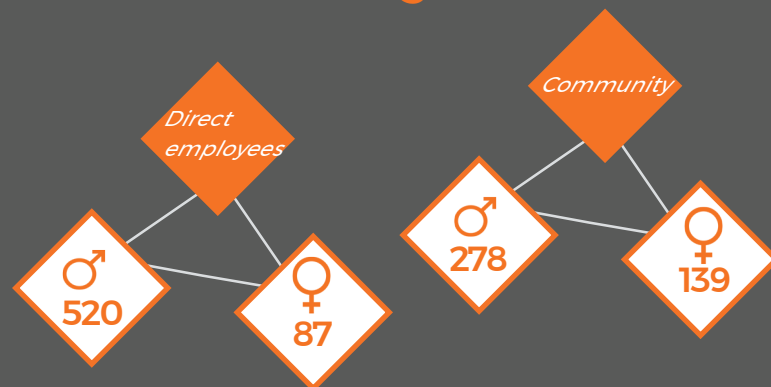 Direct
employees
♂
520
♀
87
Community
♂
278
♀
139